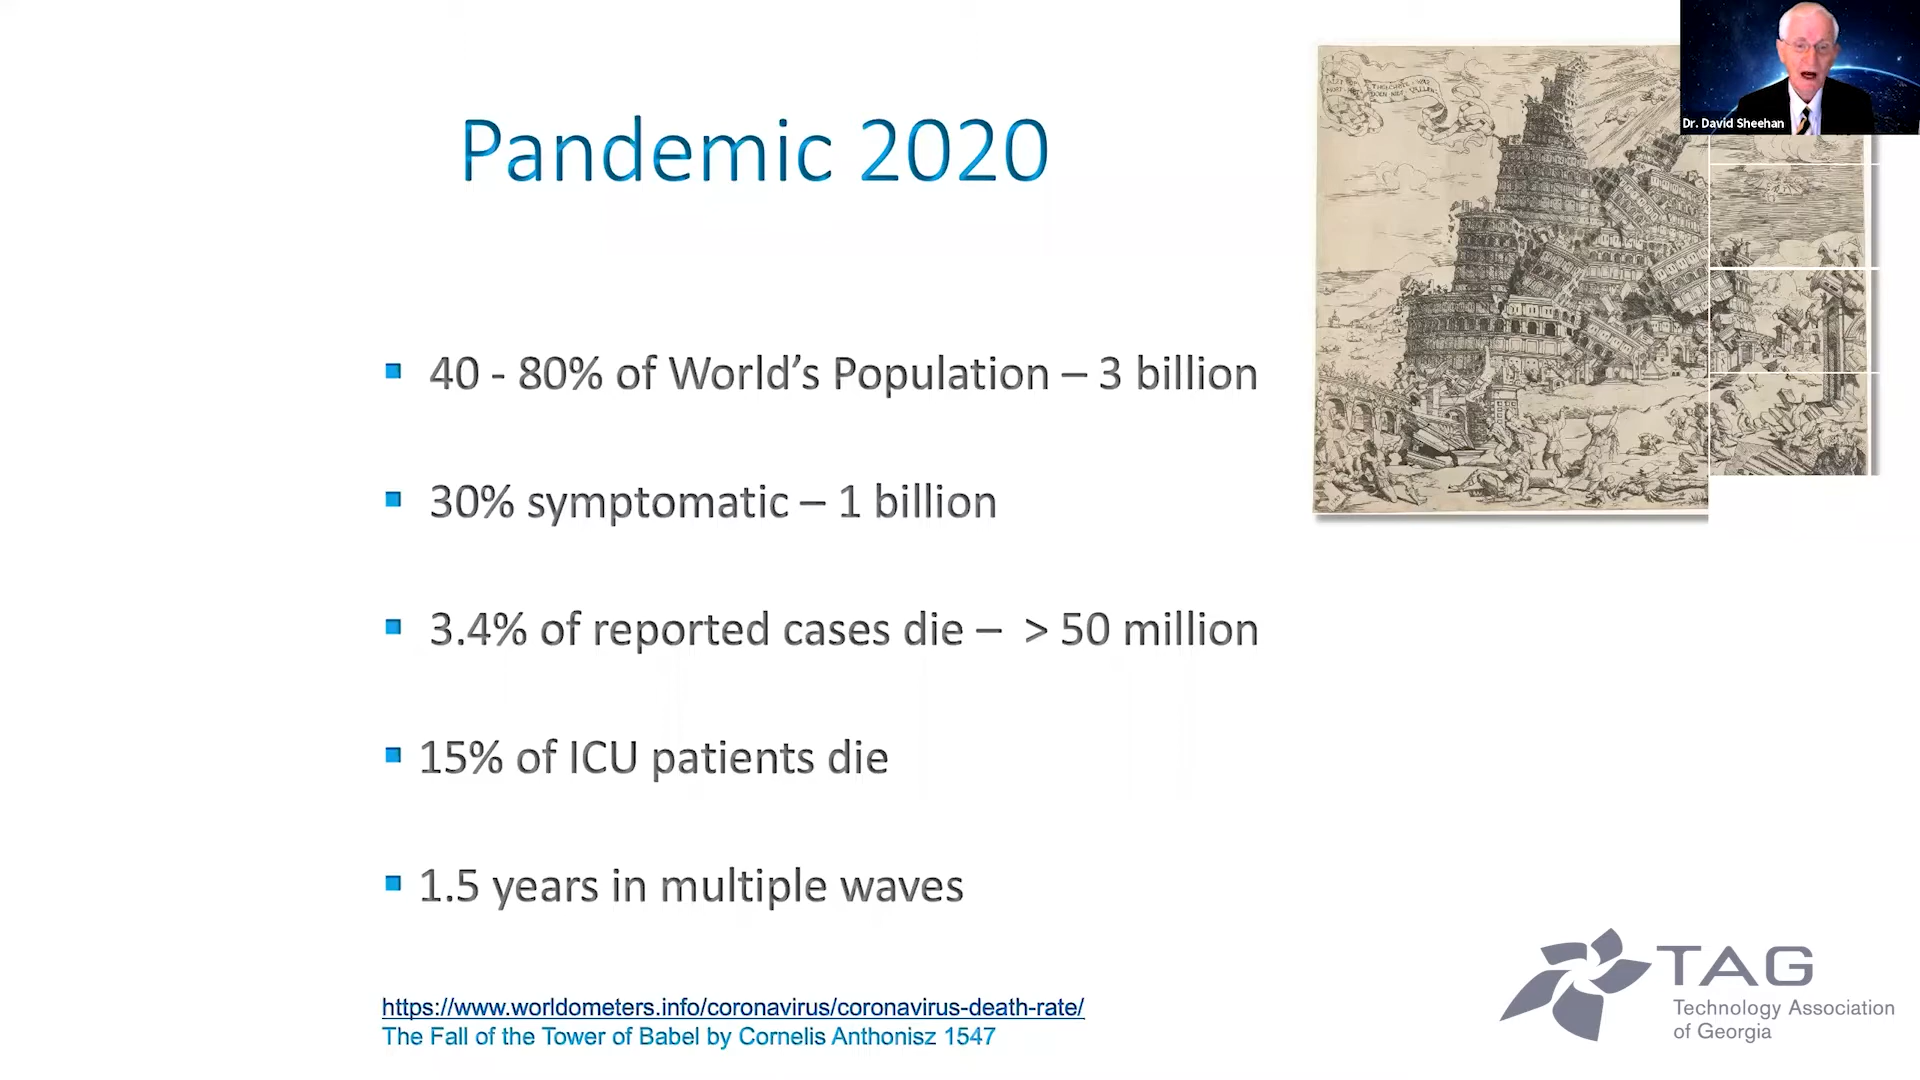 Dr. David Sheehan
Pandemic 2020
40 - 80% of World’s Population – 3 billion
30% symptomatic – 1 billion
3.4% of reported cases die – > 50 million
15% of ICU patients die
1.5 years in multiple waves
https://www.worldometers.info/coronavirus/coronavirus-death-rate/
The Fall of the Tower of Babel by Cornelis Anthonisz 1547
TAG
Technology Association
of Georgia